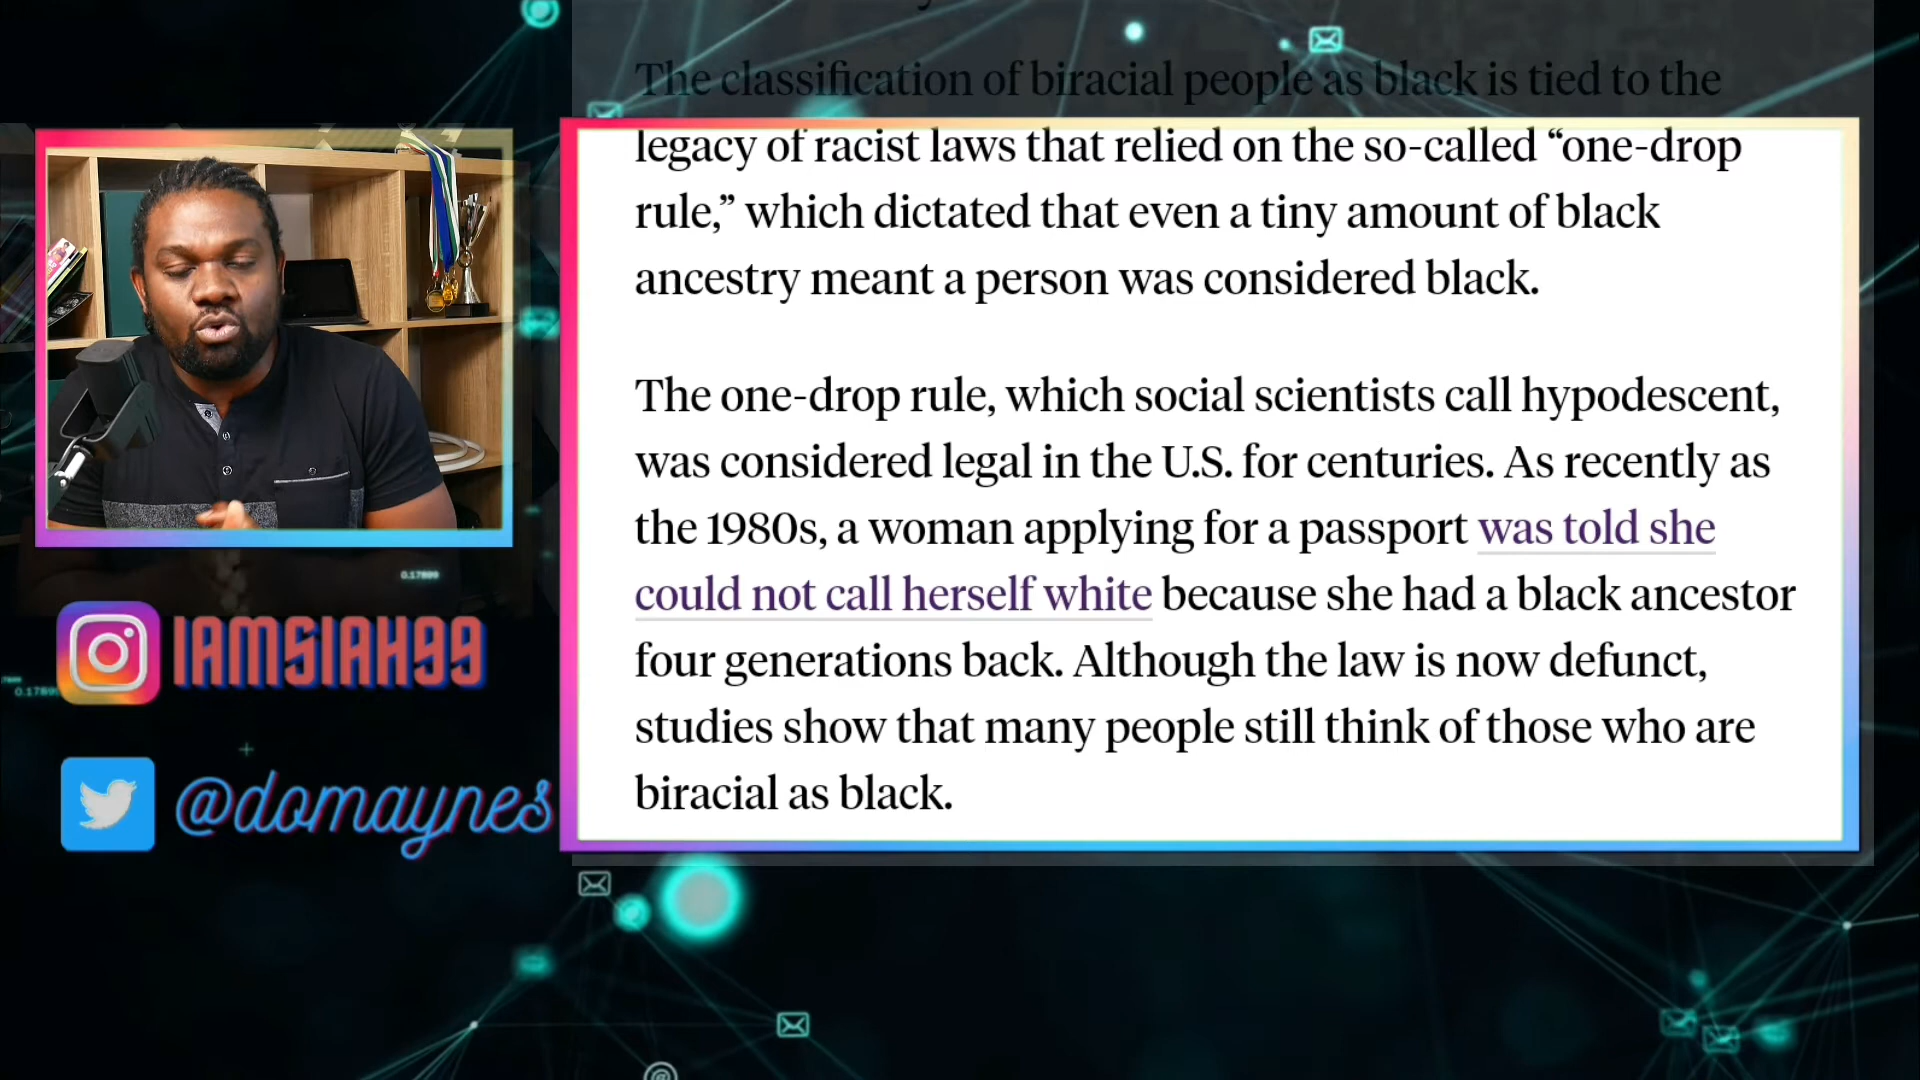 The classification of biracial people as black is tied to the
legacy of racist laws that relied on the so-called “one-drop
rule,” which dictated that even a tiny amount of black
ancestry meant a person was considered black.
The one-drop rule, which social scientists call hypodescent,
was considered legal in the U.S. for centuries. As recently as
the 1980s, a woman applying for a passport was told she
could not call herself white because she had a black ancestor
four generations back. Although the law is now defunct,
studies show that many people still think of those who are
biracial as black.
0.17899
IAMSIAH99
@domaynes